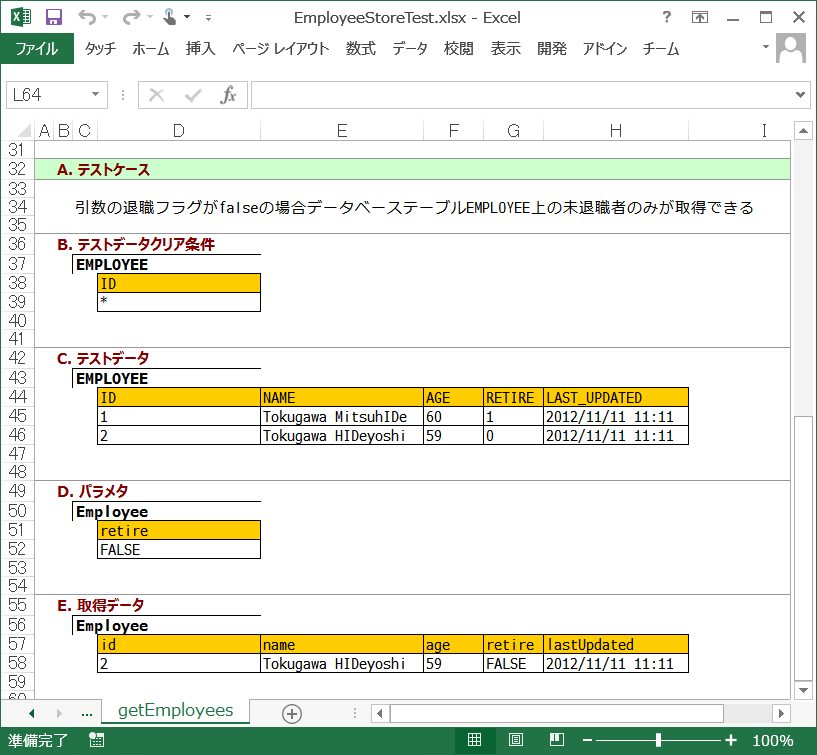 EmployeeStoreTest.xlsx - Excel
?
ファイル タッチ ホーム 挿入 ページ レイアウト 数式 データ 校閲 表示 開発 アドイン チーム
L64 fx
A B C D E F G H I
31
32 A. テストケース
33
34 引数の退職フラグがfalseの場合データベーステーブルEMPLOYEE上の未退職者のみが取得できる
35
36 B. テストデータクリア条件
37 EMPLOYEE
38 ID
39 *
40
41
42 C. テストデータ
43 EMPLOYEE
44 ID NAME AGE RETIRE LAST_UPDATED
45 1 Tokugawa MitsuhIDe 60 1 2012/11/11 11:11
46 2 Tokugawa HIDeyoshi 59 0 2012/11/11 11:11
47
48
49 D. パラメタ
50 Employee
51 retire
52 FALSE
53
54
55 E. 取得データ
56 Employee
57 id name age retire lastUpdated
58 2 Tokugawa HIDeyoshi 59 FALSE 2012/11/11 11:11
59
60
... getEmployees
準備完了 100%